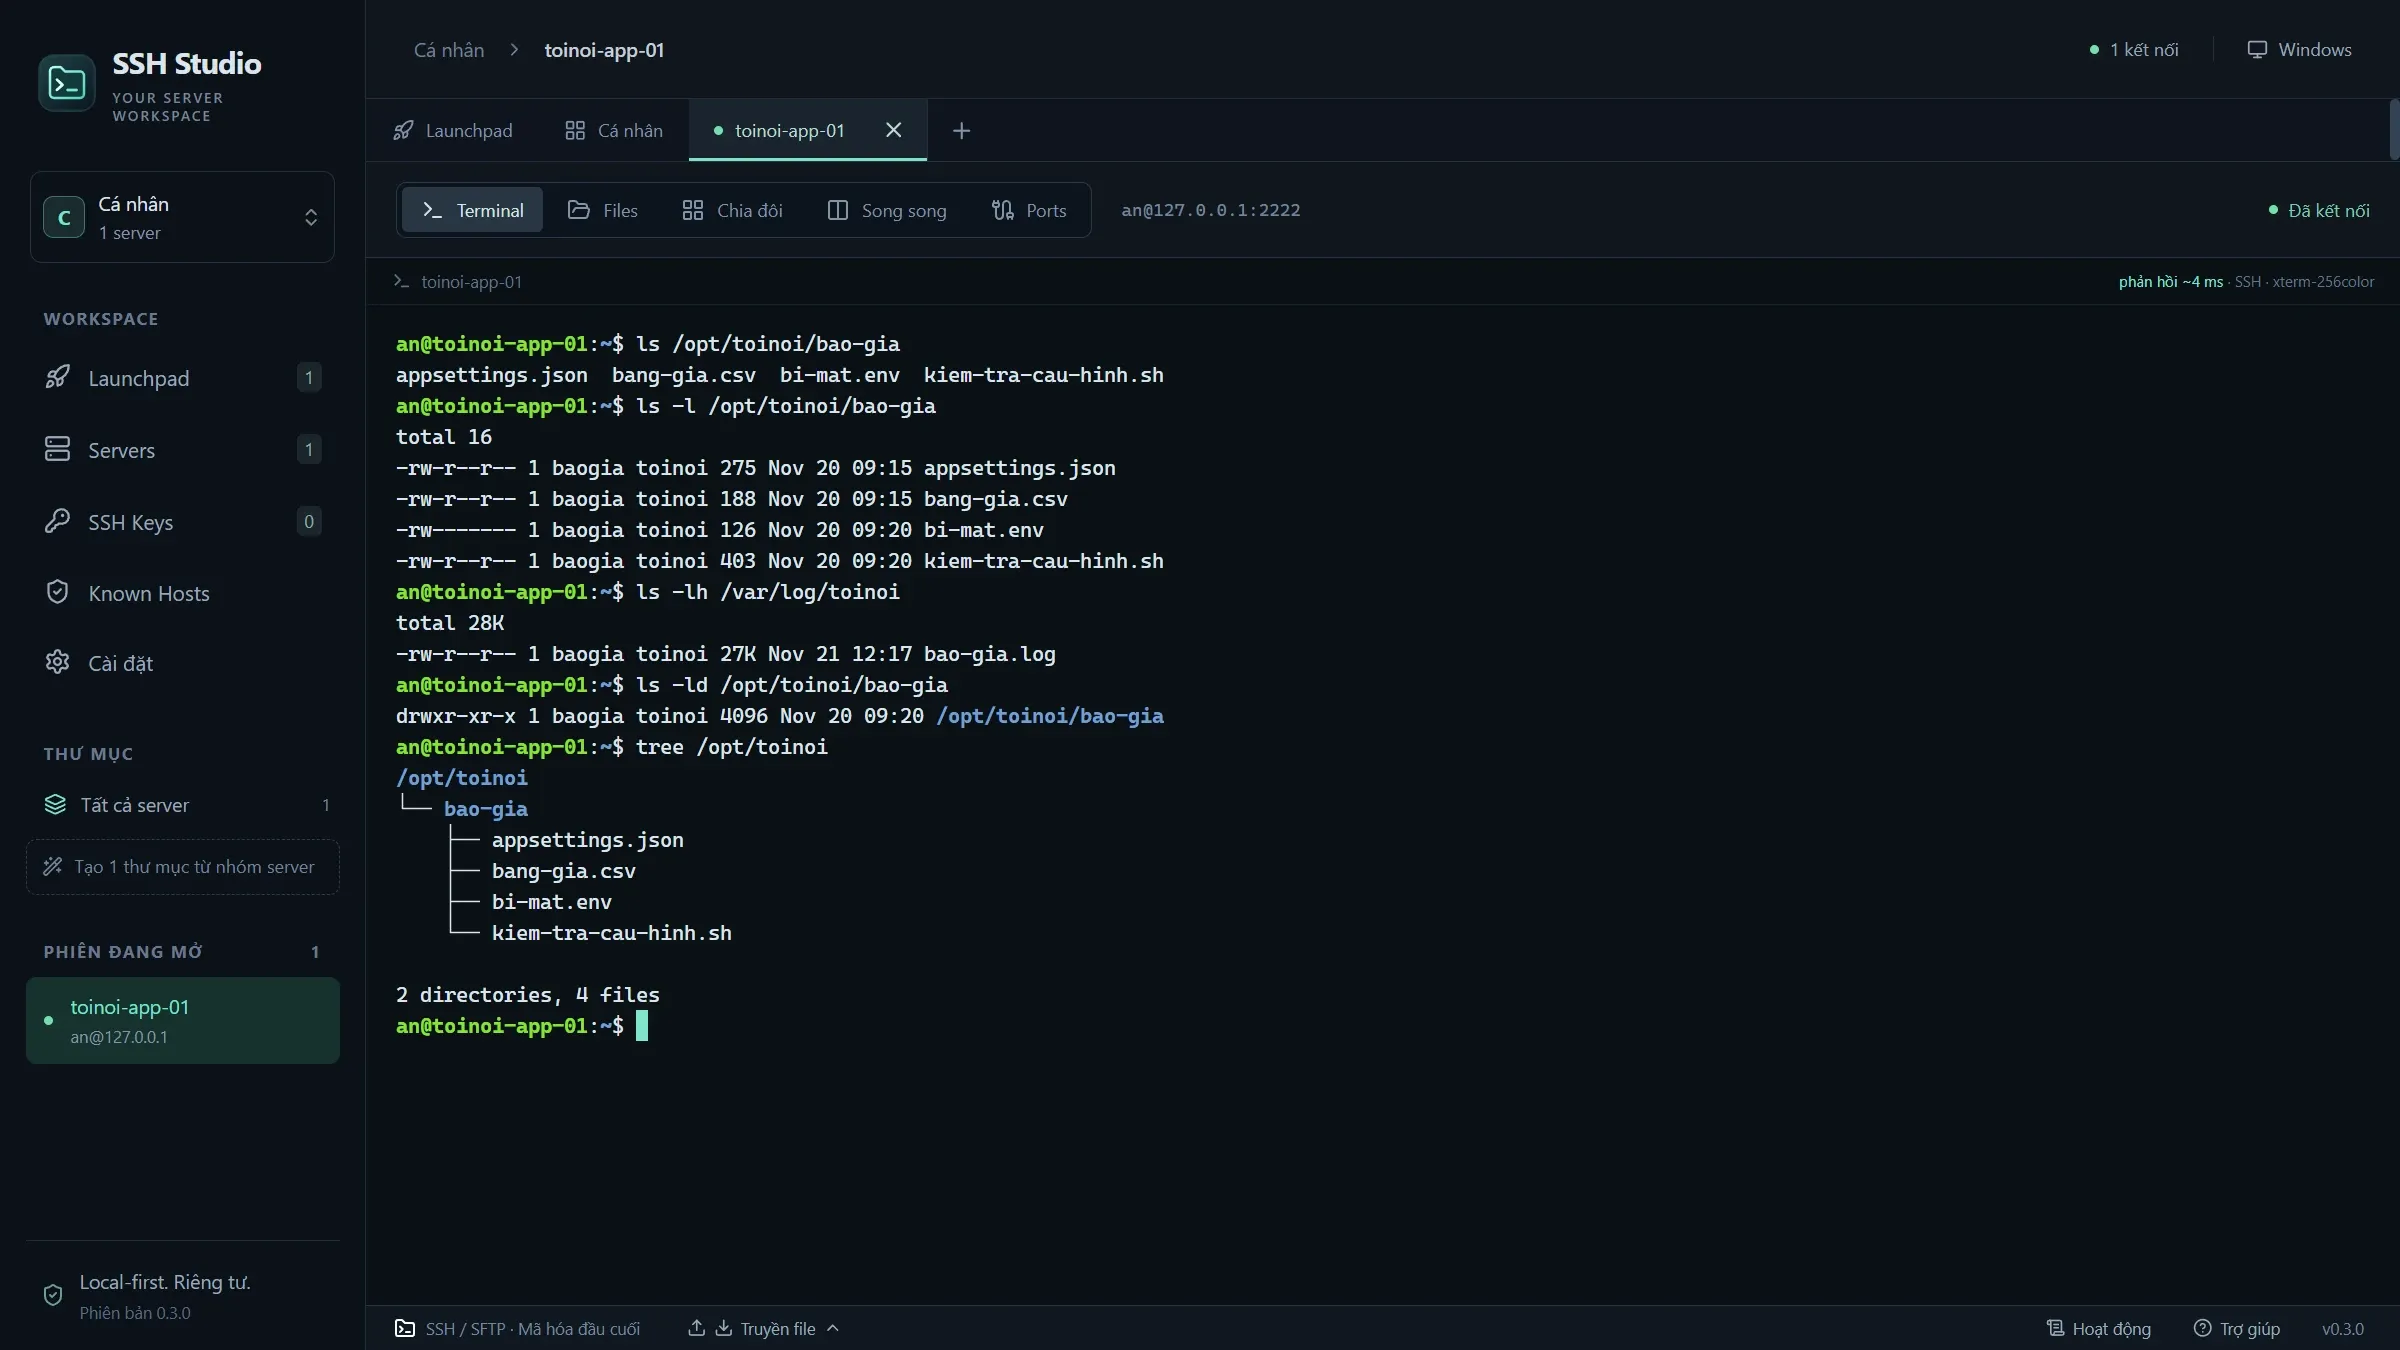 SSH Studio
YOUR SERVER
WORKSPACE
C
Cá nhân
1 server
WORKSPACE
Launchpad 1
Servers 1
SSH Keys 0
Known Hosts
Cài đặt
THƯ MỤC
Tất cả server 1
Tạo 1 thư mục từ nhóm server
PHIÊN ĐANG MỞ 1
toinoi-app-01
an@127.0.0.1
Local-first. Riêng tư.
Phiên bản 0.3.0
Cá nhân > toinoi-app-01
1 kết nối
Windows
Launchpad
Cá nhân
toinoi-app-01
Terminal
Files
Chia đôi
Song song
Ports
an@127.0.0.1:2222
Đã kết nối
toinoi-app-01
phản hồi ~4 ms · SSH · xterm-256color
an@toinoi-app-01:~$ ls /opt/toinoi/bao-gia
appsettings.json  bang-gia.csv  bi-mat.env  kiem-tra-cau-hinh.sh
an@toinoi-app-01:~$ ls -l /opt/toinoi/bao-gia
total 16
-rw-r--r-- 1 baogia toinoi 275 Nov 20 09:15 appsettings.json
-rw-r--r-- 1 baogia toinoi 188 Nov 20 09:15 bang-gia.csv
-rw------- 1 baogia toinoi 126 Nov 20 09:20 bi-mat.env
-rw-r--r-- 1 baogia toinoi 403 Nov 20 09:20 kiem-tra-cau-hinh.sh
an@toinoi-app-01:~$ ls -lh /var/log/toinoi
total 28K
-rw-r--r-- 1 baogia toinoi 27K Nov 21 12:17 bao-gia.log
an@toinoi-app-01:~$ ls -ld /opt/toinoi/bao-gia
drwxr-xr-x 1 baogia toinoi 4096 Nov 20 09:20 /opt/toinoi/bao-gia
an@toinoi-app-01:~$ tree /opt/toinoi
/opt/toinoi
└── bao-gia
    ├── appsettings.json
    ├── bang-gia.csv
    ├── bi-mat.env
    └── kiem-tra-cau-hinh.sh
2 directories, 4 files
an@toinoi-app-01:~$
SSH / SFTP · Mã hóa đầu cuối
Truyền file
Hoạt động
Trợ giúp
v0.3.0